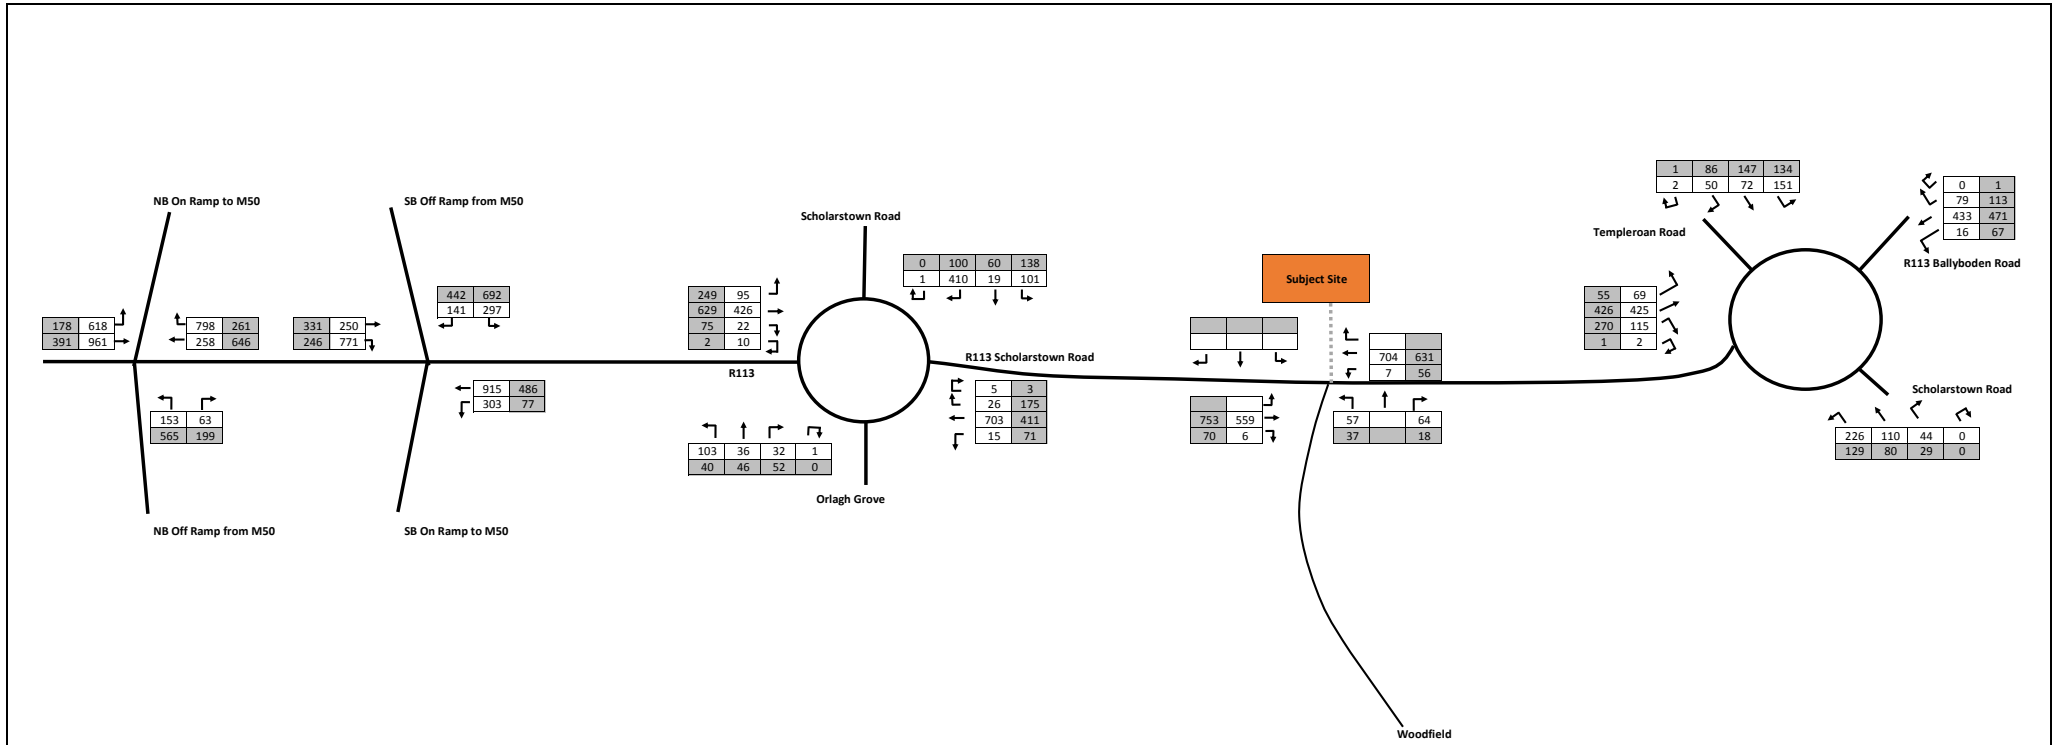 1 86 147 134
2 50 72 151
0 1
79 113
433 471
16 67
NB On Ramp to M50
SB Off Ramp from M50
Scholarstown Road
Templeroan Road
R113 Ballyboden Road
0 100 60 138
1 410 19 101
Subject Site
442 692
141 297
249 95
629 426
75 22
2 10
55 69
426 425
270 115
1 2
178 618
391 961
798 261
258 646
331 250
246 771
R113 Scholarstown Road
R113
704 631
7 56
915 486
303 77
5 3
26 175
703 411
15 71
753 559
70 6
57 64
37 18
Scholarstown Road
153 63
565 199
103 36 32 1
40 46 52 0
226 110 44 0
129 80 29 0
Orlagh Grove
NB Off Ramp from M50
SB On Ramp to M50
Woodfield